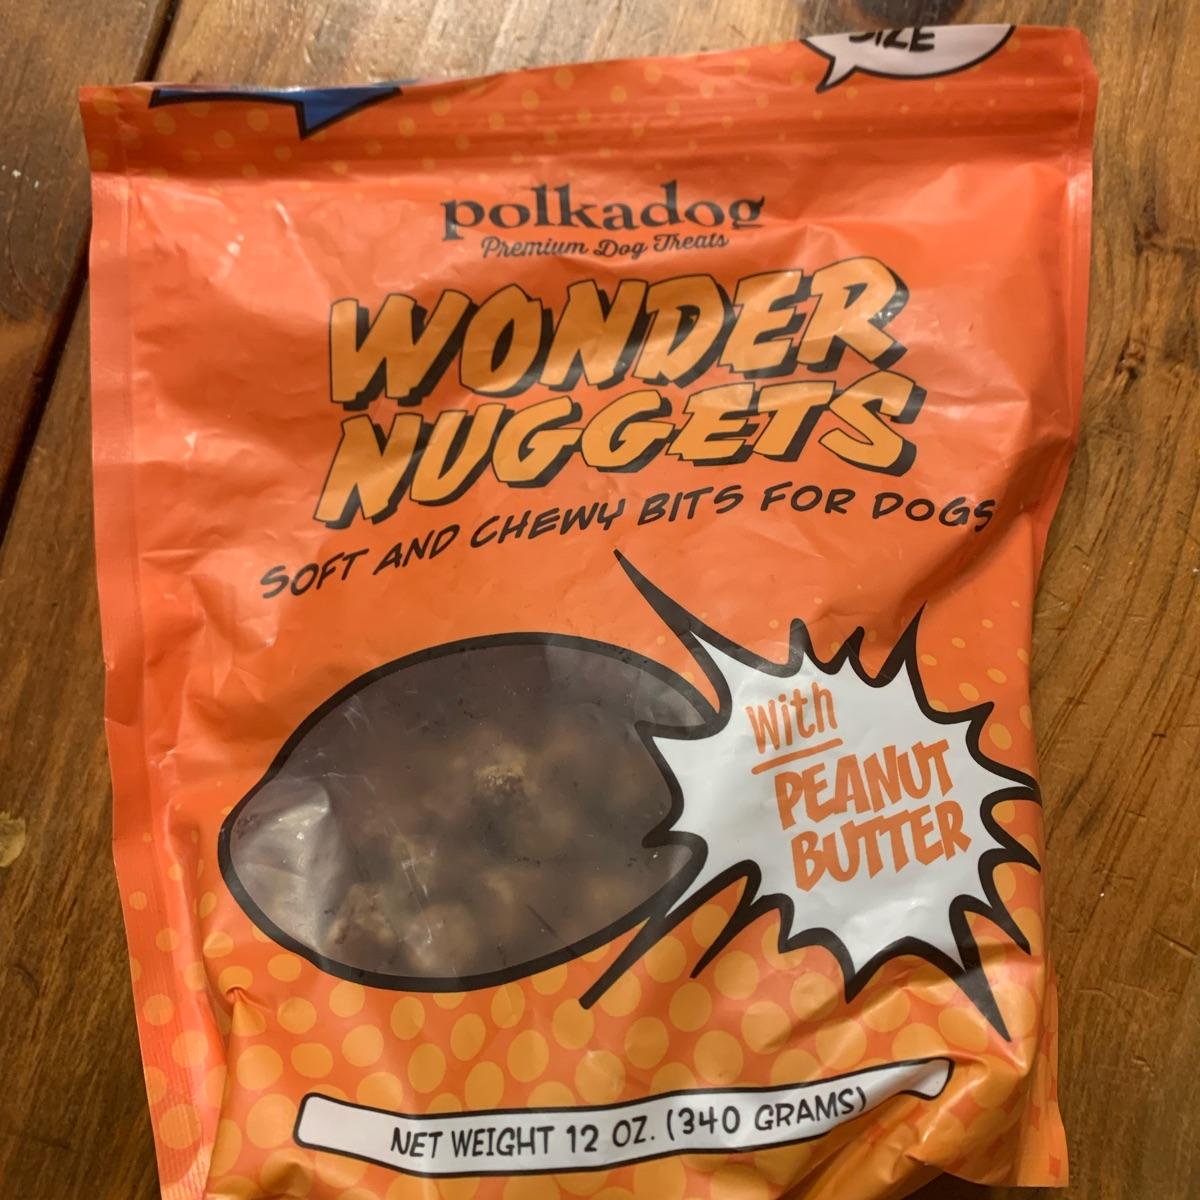 SIZE
polkadog
Premium Dog Treats
WONDER
NUGGETS
SOFT AND CHEWY BITS FOR DOGS
With
PEANUT
BUTTER
NET WEIGHT 12 OZ. (340 GRAMS)